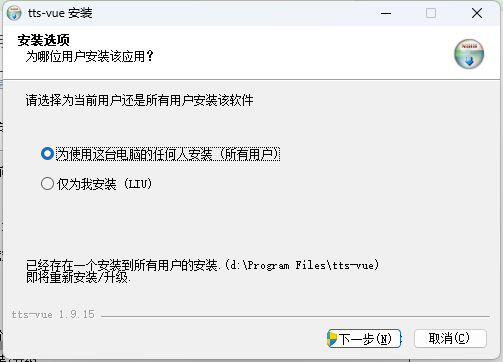 tts-vue 安装
安装选项
为哪位用户安装该应用？
请选择为当前用户还是所有用户安装该软件
为使用这台电脑的任何人安装 (所有用户)
仅为我安装 (LIU)
已经存在一个安装到所有用户的安装.(d:\Program Files\tts-vue)
即将重新安装/升级.
tts-vue 1.9.15
下一步(N)
取消(C)